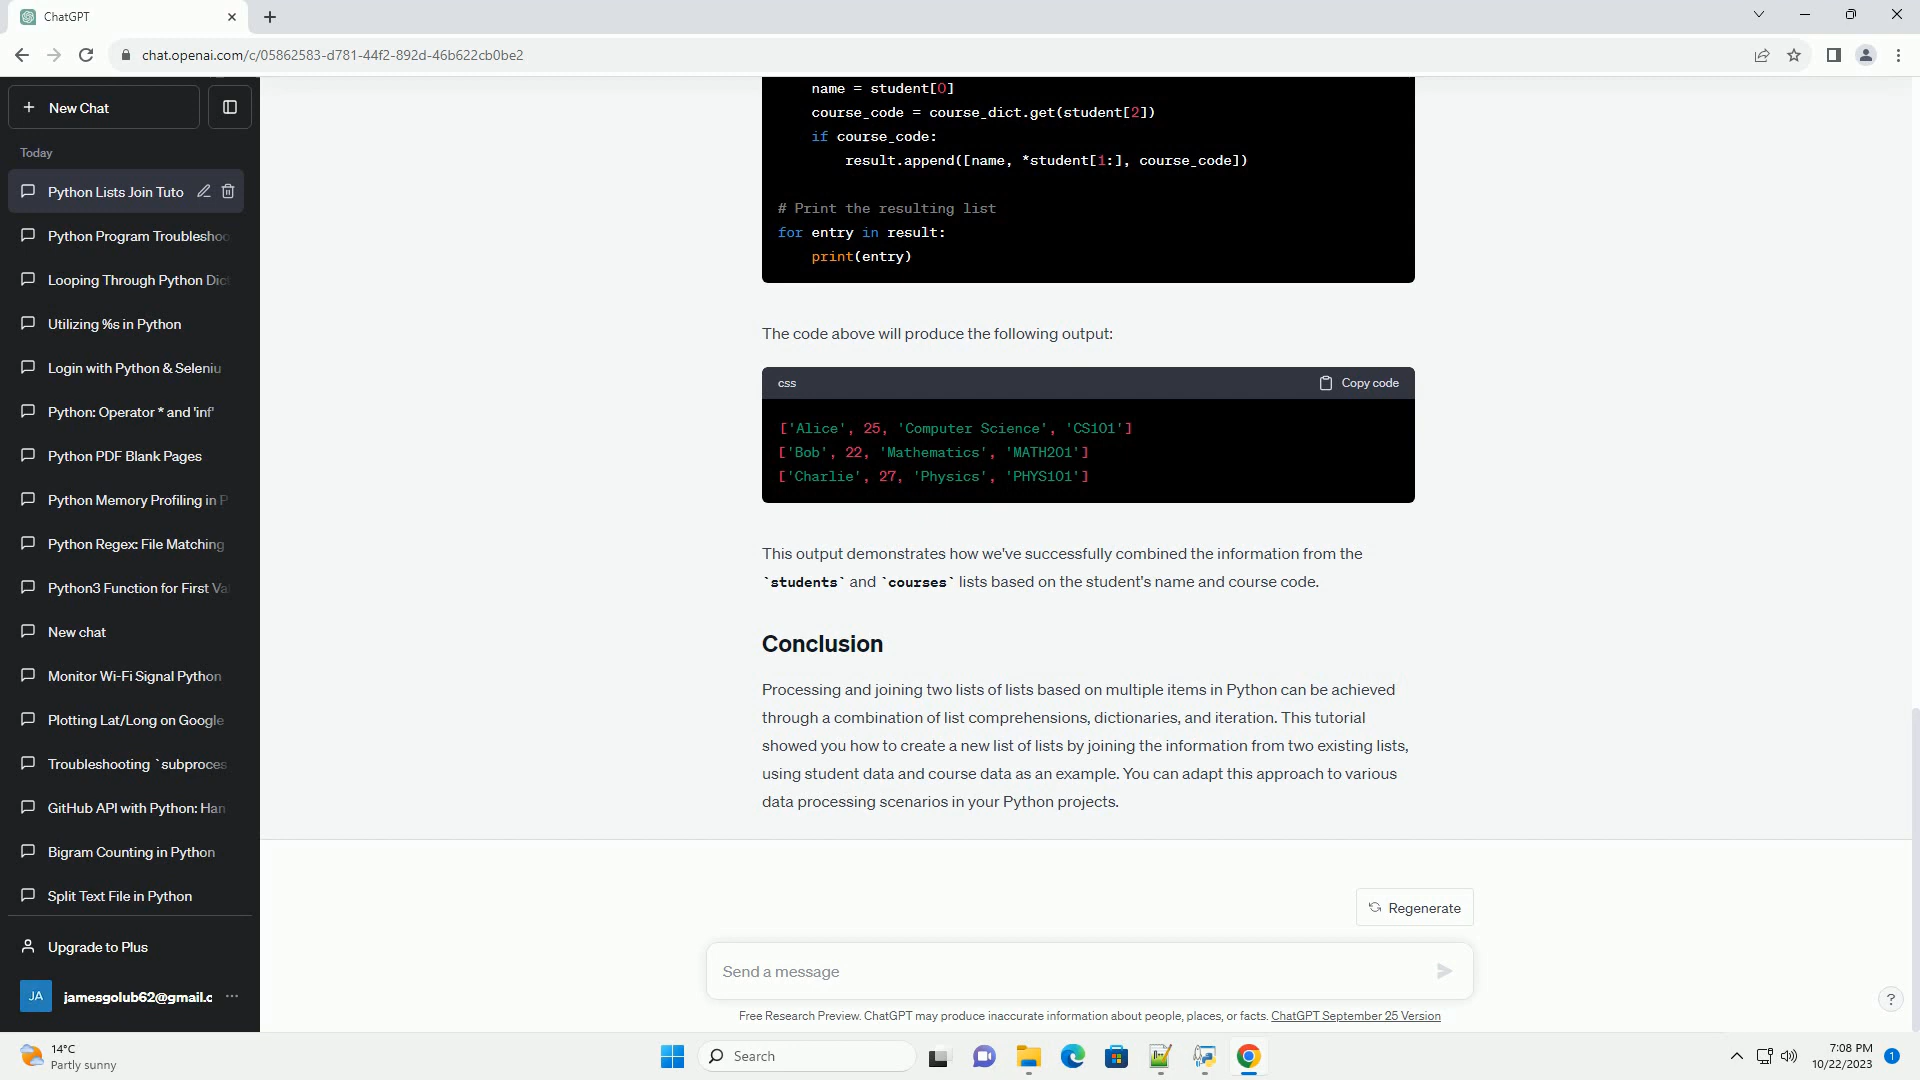 ChatGPT
chat.openai.com/c/05862583-d781-44f2-892d-46b622cb0be2
New Chat
Today
Python Lists Join Tuto
Python Program Troubleshoo
Looping Through Python Dict
Utilizing %s in Python
Login with Python & Seleniu
Python: Operator * and 'inf'
Python PDF Blank Pages
Python Memory Profiling in P
Python Regex: File Matching
Python3 Function for First Va
New chat
Monitor Wi-Fi Signal Python
Plotting Lat/Long on Google
Troubleshooting `subproces
GitHub API with Python: Han
Bigram Counting in Python
Split Text File in Python
Upgrade to Plus
JA jamesgolub62@gmail.c
name = student[0]
course_code = course_dict.get(student[2])
if course_code:
result.append([name, *student[1:], course_code])
# Print the resulting list
for entry in result:
print(entry)
The code above will produce the following output:
css Copy code
['Alice', 25, 'Computer Science', 'CS101']
['Bob', 22, 'Mathematics', 'MATH201']
['Charlie', 27, 'Physics', 'PHYS101']
This output demonstrates how we've successfully combined the information from the
`students` and `courses` lists based on the student's name and course code.
Conclusion
Processing and joining two lists of lists based on multiple items in Python can be achieved
through a combination of list comprehensions, dictionaries, and iteration. This tutorial
showed you how to create a new list of lists by joining the information from two existing lists,
using student data and course data as an example. You can adapt this approach to various
data processing scenarios in your Python projects.
Regenerate
Send a message
Free Research Preview. ChatGPT may produce inaccurate information about people, places, or facts. ChatGPT September 25 Version
?
14°C
Partly sunny
Search
7:08 PM
10/22/2023
1